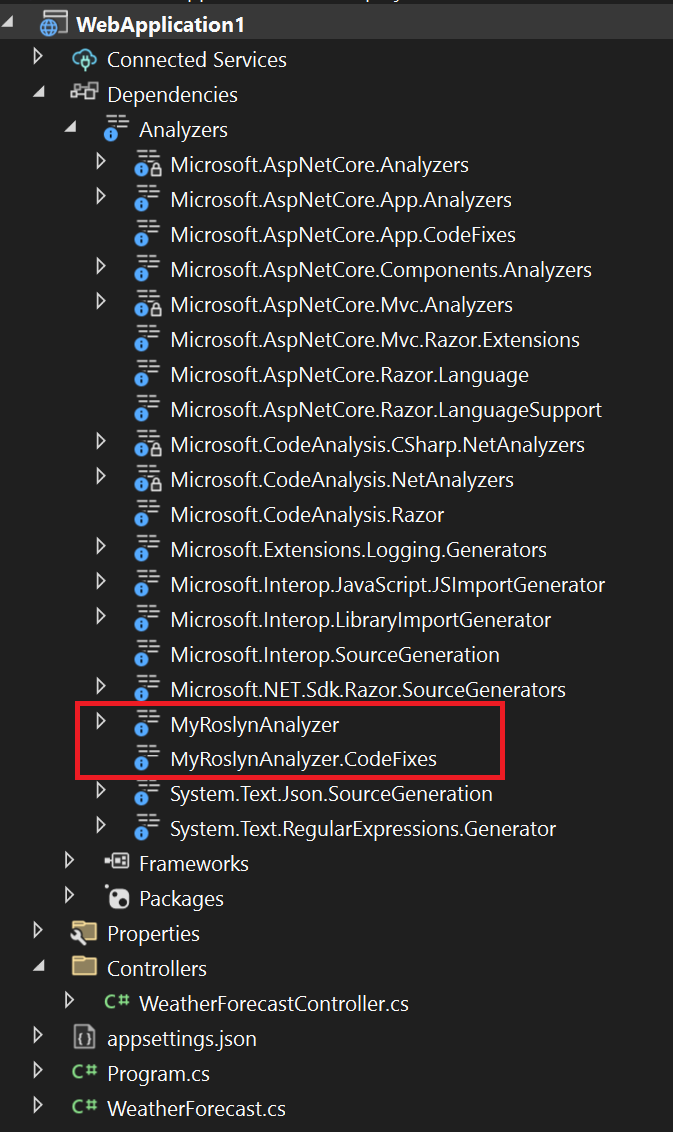 WebApplication1
Connected Services
Dependencies
Analyzers
Microsoft.AspNetCore.Analyzers
Microsoft.AspNetCore.App.Analyzers
Microsoft.AspNetCore.App.CodeFixes
Microsoft.AspNetCore.Components.Analyzers
Microsoft.AspNetCore.Mvc.Analyzers
Microsoft.AspNetCore.Mvc.Razor.Extensions
Microsoft.AspNetCore.Razor.Language
Microsoft.AspNetCore.Razor.LanguageSupport
Microsoft.CodeAnalysis.CSharp.NetAnalyzers
Microsoft.CodeAnalysis.NetAnalyzers
Microsoft.CodeAnalysis.Razor
Microsoft.Extensions.Logging.Generators
Microsoft.Interop.JavaScript.JSImportGenerator
Microsoft.Interop.LibraryImportGenerator
Microsoft.Interop.SourceGeneration
Microsoft.NET.Sdk.Razor.SourceGenerators
MyRoslynAnalyzer
MyRoslynAnalyzer.CodeFixes
System.Text.Json.SourceGeneration
System.Text.RegularExpressions.Generator
Frameworks
Packages
Properties
Controllers
C# WeatherForecastController.cs
appsettings.json
C# Program.cs
C# WeatherForecast.cs